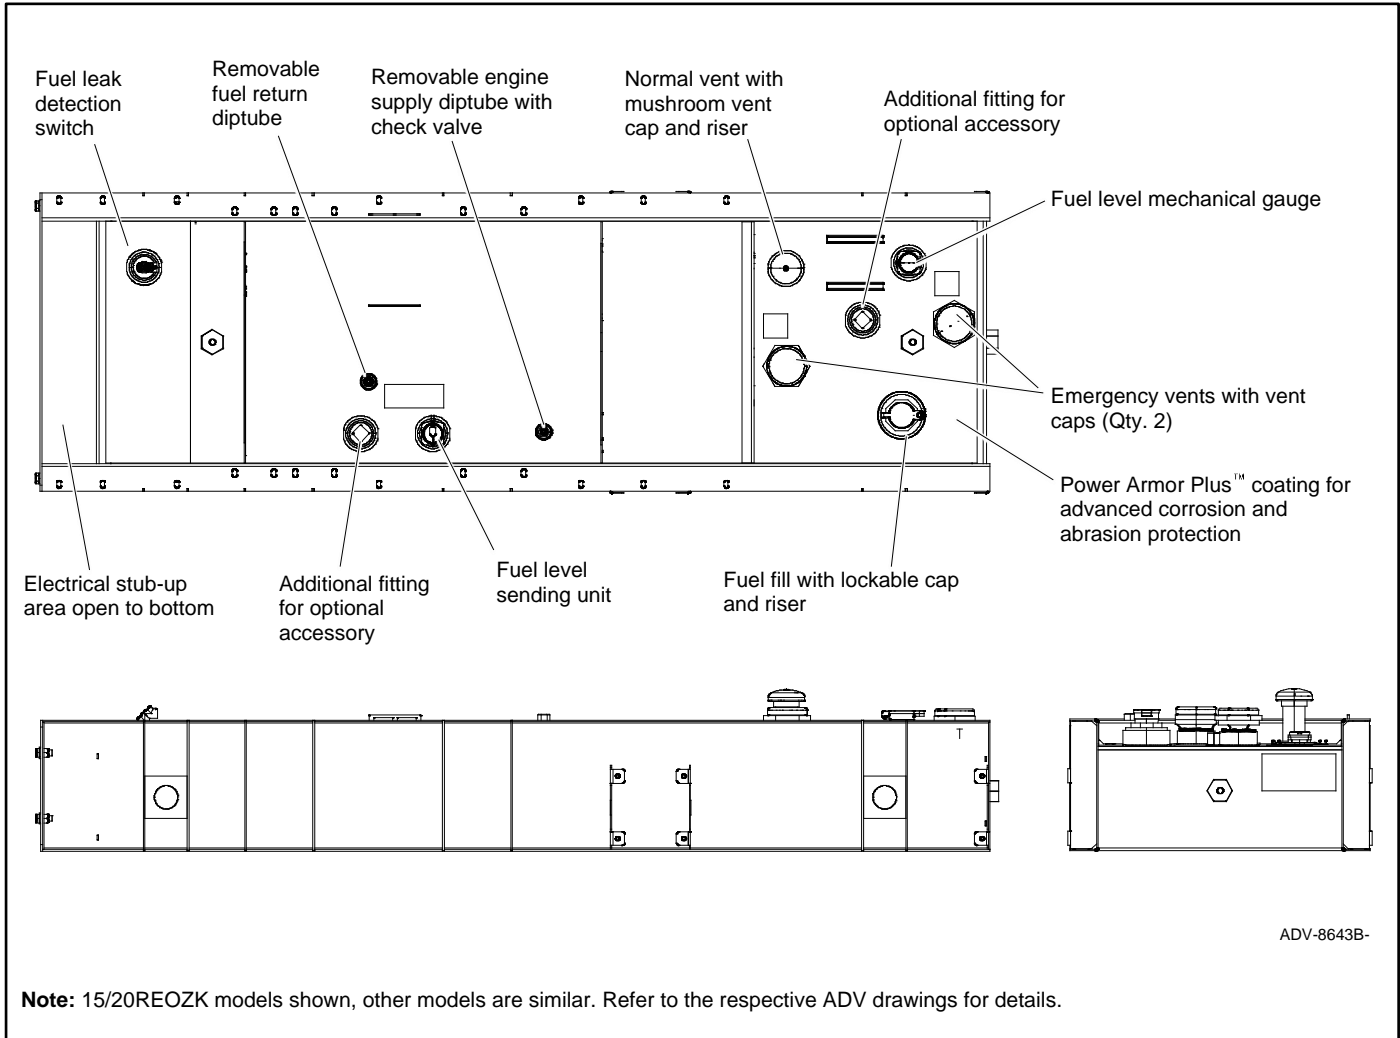 Fuel leak
detection
switch
Removable
fuel return
diptube
Removable engine
supply diptube with
check valve
Normal vent with
mushroom vent
cap and riser
Additional fitting for
optional accessory
Fuel level mechanical gauge
Emergency vents with vent
caps (Qty. 2)
Power Armor Plus™ coating for
advanced corrosion and
abrasion protection
Electrical stub-up
area open to bottom
Additional fitting
for optional
accessory
Fuel level
sending unit
Fuel fill with lockable cap
and riser
ADV-8643B-
Note: 15/20REOZK models shown, other models are similar. Refer to the respective ADV drawings for details.